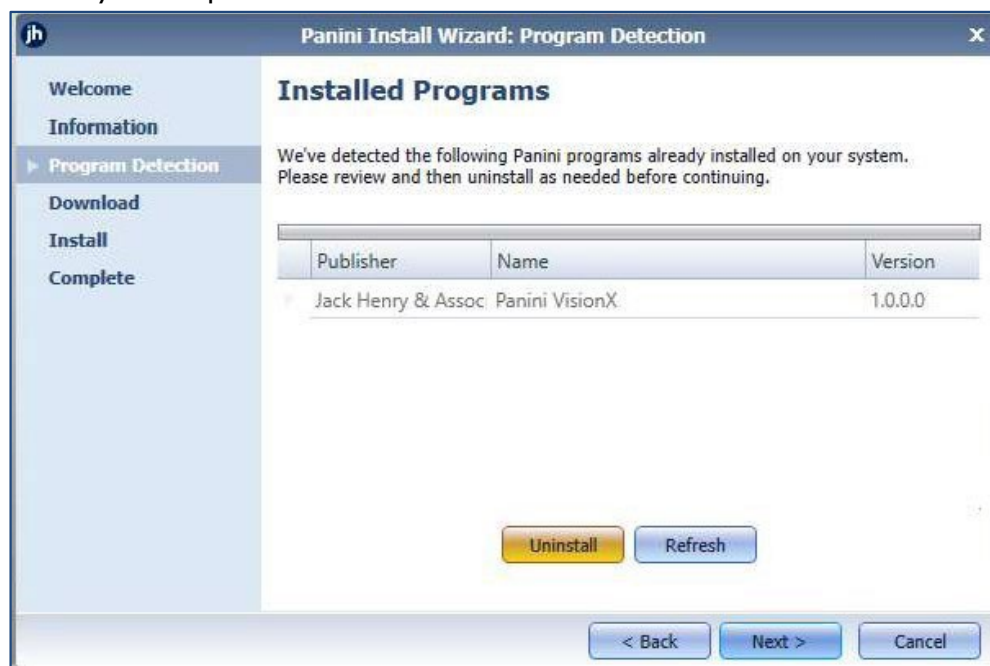 jh
Panini Install Wizard: Program Detection
x
Welcome
Information
Program Detection
Download
Install
Complete
Installed Programs
We've detected the following Panini programs already installed on your system.
Please review and then uninstall as needed before continuing.
Publisher Name Version
Jack Henry & Assoc Panini VisionX 1.0.0.0
Uninstall Refresh
< Back Next > Cancel